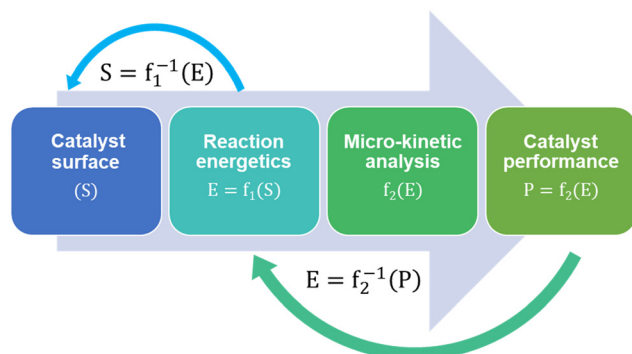 S = f₁⁻¹(E)
Catalyst
surface
(S)
Reaction
energetics
E = f₁(S)
Micro-kinetic
analysis
f₂(E)
Catalyst
performance
P = f₂(E)
E = f₂⁻¹(P)